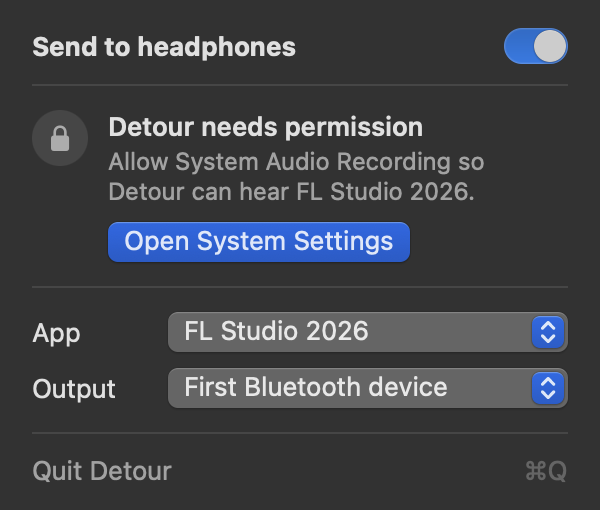 Send to headphones
Detour needs permission
Allow System Audio Recording so
Detour can hear FL Studio 2026.
Open System Settings
App FL Studio 2026
Output First Bluetooth device
Quit Detour ⌘Q